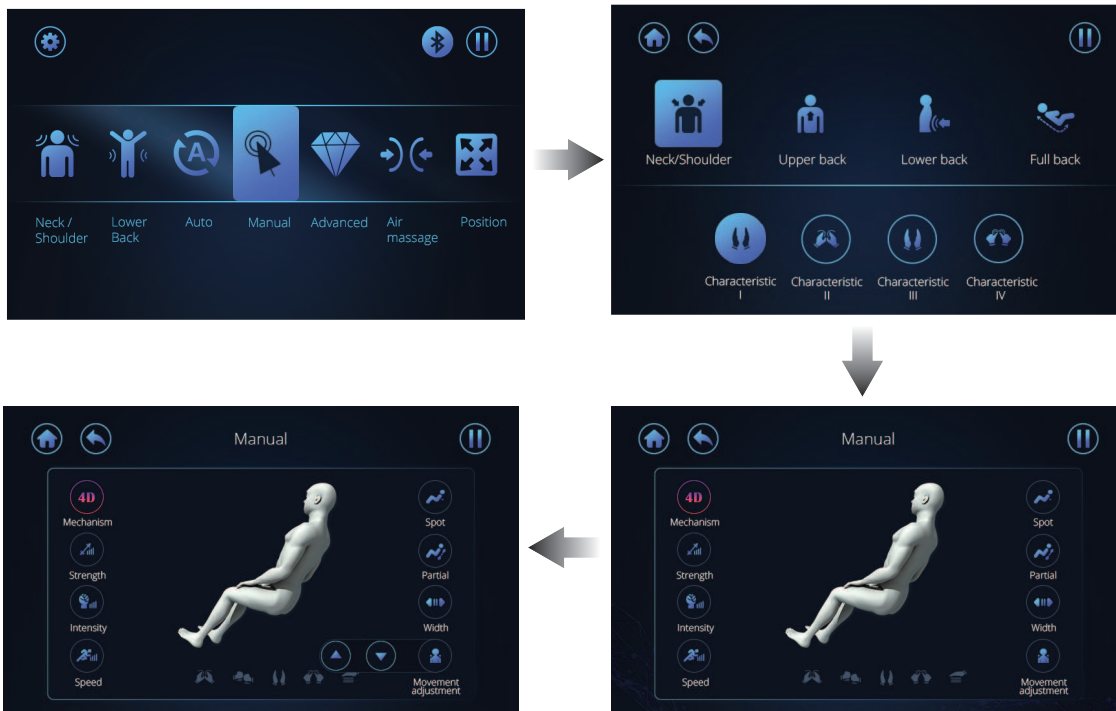 A
Neck /
Shoulder
Lower
Back
Auto
Manual
Advanced
Air
massage
Position
Neck/Shoulder
Upper back
Lower back
Full back
Characteristic
I
Characteristic
II
Characteristic
III
Characteristic
IV
Manual
4D
Mechanism
Strength
Intensity
Speed
Spot
Partial
Width
Movement
adjustment
Manual
4D
Mechanism
Strength
Intensity
Speed
Spot
Partial
Width
Movement
adjustment